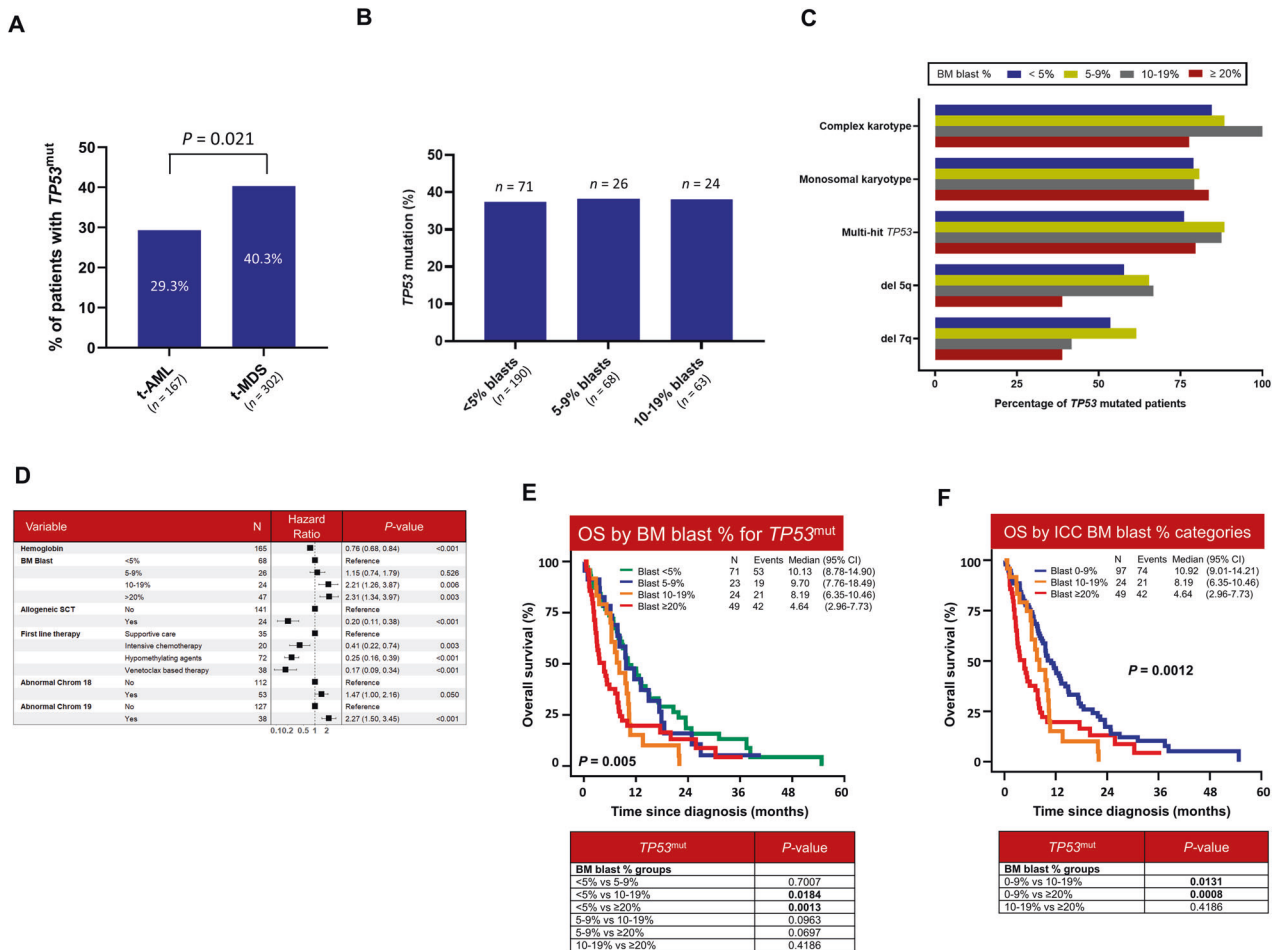 A
P = 0.021
% of patients with TP53mut
50
40
30
20
10
0
29.3%
40.3%
t-AML
(n = 167)
t-MDS
(n = 302)
B
TP53 mutation (%)
50
40
30
20
10
0
n = 71
n = 26
n = 24
<5% blasts
(n = 190)
5-9% blasts
(n = 68)
10-19% blasts
(n = 63)
C
BM blast % < 5% 5-9% 10-19% ≥ 20%
Complex karotype
Monosomal karyotype
Multi-hit TP53
del 5q
del 7q
0 25 50 75 100
Percentage of TP53 mutated patients
D
Variable N Hazard Ratio P-value
Hemoglobin 165 0.76 (0.68, 0.84) <0.001
BM Blast <5% 68 Reference
5-9% 26 1.15 (0.74, 1.79) 0.526
10-19% 24 2.21 (1.26, 3.87) 0.006
>20% 47 2.31 (1.34, 3.97) 0.003
Allogenic SCT No 141 Reference
Yes 24 0.20 (0.11, 0.38) <0.001
First line therapy Supportive care 35 Reference
Intensive chemotherapy 20 0.41 (0.22, 0.74) 0.003
Hypomethylating agents 72 0.25 (0.16, 0.39) <0.001
Venetoclax based therapy 38 0.17 (0.09, 0.34) <0.001
Abnormal Chrom 18 No 112 Reference
Yes 53 1.47 (1.00, 2.16) 0.050
Abnormal Chrom 19 No 127 Reference
Yes 38 2.27 (1.50, 3.45) <0.001
0.10.2 0.5 1 2
E
OS by BM blast % for TP53mut
N Events Median (95% CI)
Blast <5% 71 53 10.13 (8.78-14.90)
Blast 5-9% 23 19 9.70 (7.76-18.49)
Blast 10-19% 24 21 8.19 (6.35-10.46)
Blast ≥20% 49 42 4.64 (2.96-7.73)
Overall survival (%)
100
75
50
25
0
P = 0.005
0 12 24 36 48 60
Time since diagnosis (months)
TP53mut P-value
BM blast % groups
<5% vs 5-9% 0.7007
<5% vs 10-19% 0.0184
<5% vs ≥20% 0.0013
5-9% vs 10-19% 0.0963
5-9% vs ≥20% 0.0697
10-19% vs ≥20% 0.4186
F
OS by ICC BM blast % categories
N Events Median (95% CI)
Blast 0-9% 97 74 10.92 (9.01-14.21)
Blast 10-19% 24 21 8.19 (6.35-10.46)
Blast ≥20% 49 42 4.64 (2.96-7.73)
Overall survival (%)
100
75
50
25
0
P = 0.0012
0 12 24 36 48 60
Time since diagnosis (months)
TP53mut P-value
BM blast % groups
0-9% vs 10-19% 0.0131
0-9% vs ≥20% 0.0008
10-19% vs ≥20% 0.4186